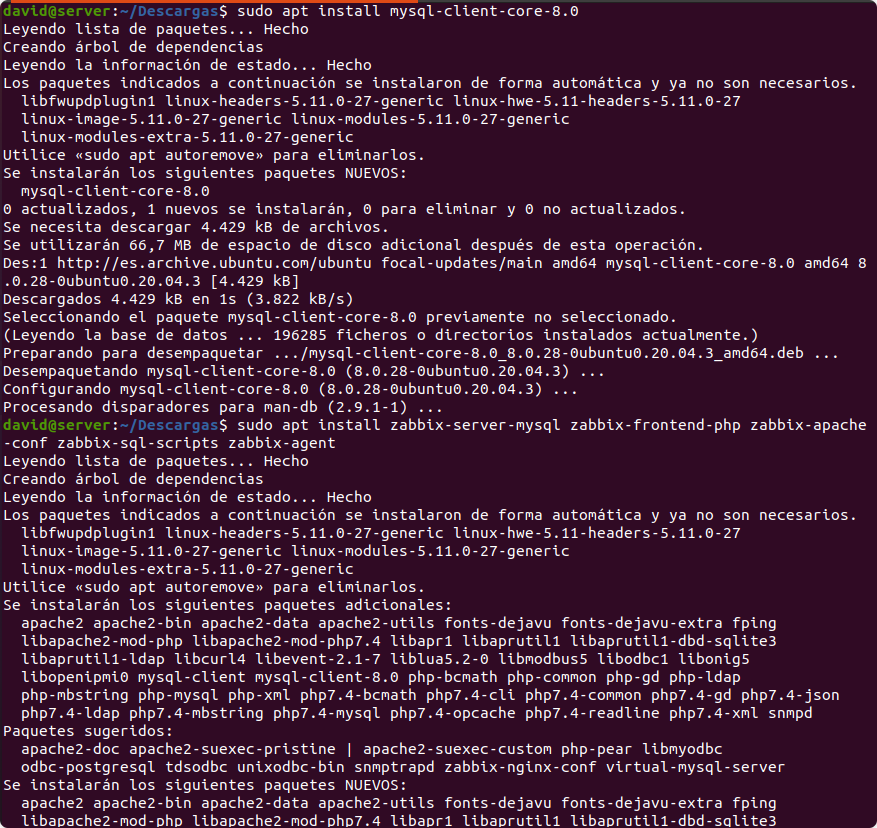 david@server:~/Descargas$ sudo apt install mysql-client-core-8.0
Leyendo lista de paquetes... Hecho
Creando árbol de dependencias
Leyendo la información de estado... Hecho
Los paquetes indicados a continuación se instalaron de forma automática y ya no son necesarios.
  libfwupdplugin1 linux-headers-5.11.0-27-generic linux-hwe-5.11-headers-5.11.0-27
  linux-image-5.11.0-27-generic linux-modules-5.11.0-27-generic
  linux-modules-extra-5.11.0-27-generic
Utilice «sudo apt autoremove» para eliminarlos.
Se instalarán los siguientes paquetes NUEVOS:
  mysql-client-core-8.0
0 actualizados, 1 nuevos se instalarán, 0 para eliminar y 0 no actualizados.
Se necesita descargar 4.429 kB de archivos.
Se utilizarán 66,7 MB de espacio de disco adicional después de esta operación.
Des:1 http://es.archive.ubuntu.com/ubuntu focal-updates/main amd64 mysql-client-core-8.0 amd64 8
.0.28-0ubuntu0.20.04.3 [4.429 kB]
Descargados 4.429 kB en 1s (3.822 kB/s)
Seleccionando el paquete mysql-client-core-8.0 previamente no seleccionado.
(Leyendo la base de datos ... 196285 ficheros o directorios instalados actualmente.)
Preparando para desempaquetar .../mysql-client-core-8.0_8.0.28-0ubuntu0.20.04.3_amd64.deb ...
Desempaquetando mysql-client-core-8.0 (8.0.28-0ubuntu0.20.04.3) ...
Configurando mysql-client-core-8.0 (8.0.28-0ubuntu0.20.04.3) ...
Procesando disparadores para man-db (2.9.1-1) ...
david@server:~/Descargas$ sudo apt install zabbix-server-mysql zabbix-frontend-php zabbix-apache
-conf zabbix-sql-scripts zabbix-agent
Leyendo lista de paquetes... Hecho
Creando árbol de dependencias
Leyendo la información de estado... Hecho
Los paquetes indicados a continuación se instalaron de forma automática y ya no son necesarios.
  libfwupdplugin1 linux-headers-5.11.0-27-generic linux-hwe-5.11-headers-5.11.0-27
  linux-image-5.11.0-27-generic linux-modules-5.11.0-27-generic
  linux-modules-extra-5.11.0-27-generic
Utilice «sudo apt autoremove» para eliminarlos.
Se instalarán los siguientes paquetes adicionales:
  apache2 apache2-bin apache2-data apache2-utils fonts-dejavu fonts-dejavu-extra fping
  libapache2-mod-php libapache2-mod-php7.4 libapr1 libaprutil1 libaprutil1-dbd-sqlite3
  libaprutil1-ldap libcurl4 libevent-2.1-7 liblua5.2-0 libmodbus5 libodbc1 libonig5
  libopenipmi0 mysql-client mysql-client-8.0 php-bcmath php-common php-gd php-ldap
  php-mbstring php-mysql php-xml php7.4-bcmath php7.4-cli php7.4-common php7.4-gd php7.4-json
  php7.4-ldap php7.4-mbstring php7.4-mysql php7.4-opcache php7.4-readline php7.4-xml snmpd
Paquetes sugeridos:
  apache2-doc apache2-suexec-pristine | apache2-suexec-custom php-pear libmyodbc
  odbc-postgresql tdsodbc unixodbc-bin snmptrapd zabbix-nginx-conf virtual-mysql-server
Se instalarán los siguientes paquetes NUEVOS:
  apache2 apache2-bin apache2-data apache2-utils fonts-dejavu fonts-dejavu-extra fping
  libapache2-mod-php libapache2-mod-php7.4 libapr1 libaprutil1 libaprutil1-dbd-sqlite3